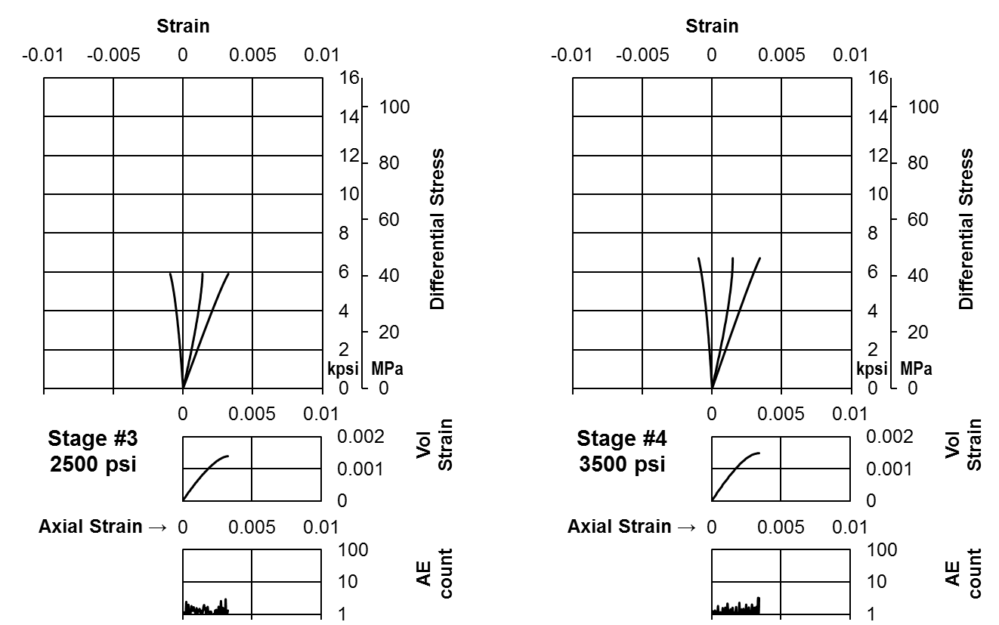 Strain
-0.01 -0.005 0 0.005 0.01
16
14
12
10
8
6
4
2
kpsi
0
100
80
60
40
20
MPa
0
Differential Stress
0 0.005 0.01
Stage #3
2500 psi
0.002
0.001
0
Vol
Strain
Axial Strain → 0 0.005 0.01
100
10
1
AE
count
Strain
-0.01 -0.005 0 0.005 0.01
16
14
12
10
8
6
4
2
kpsi
0
100
80
60
40
20
MPa
0
Differential Stress
0 0.005 0.01
Stage #4
3500 psi
0.002
0.001
0
Vol
Strain
Axial Strain → 0 0.005 0.01
100
10
1
AE
count